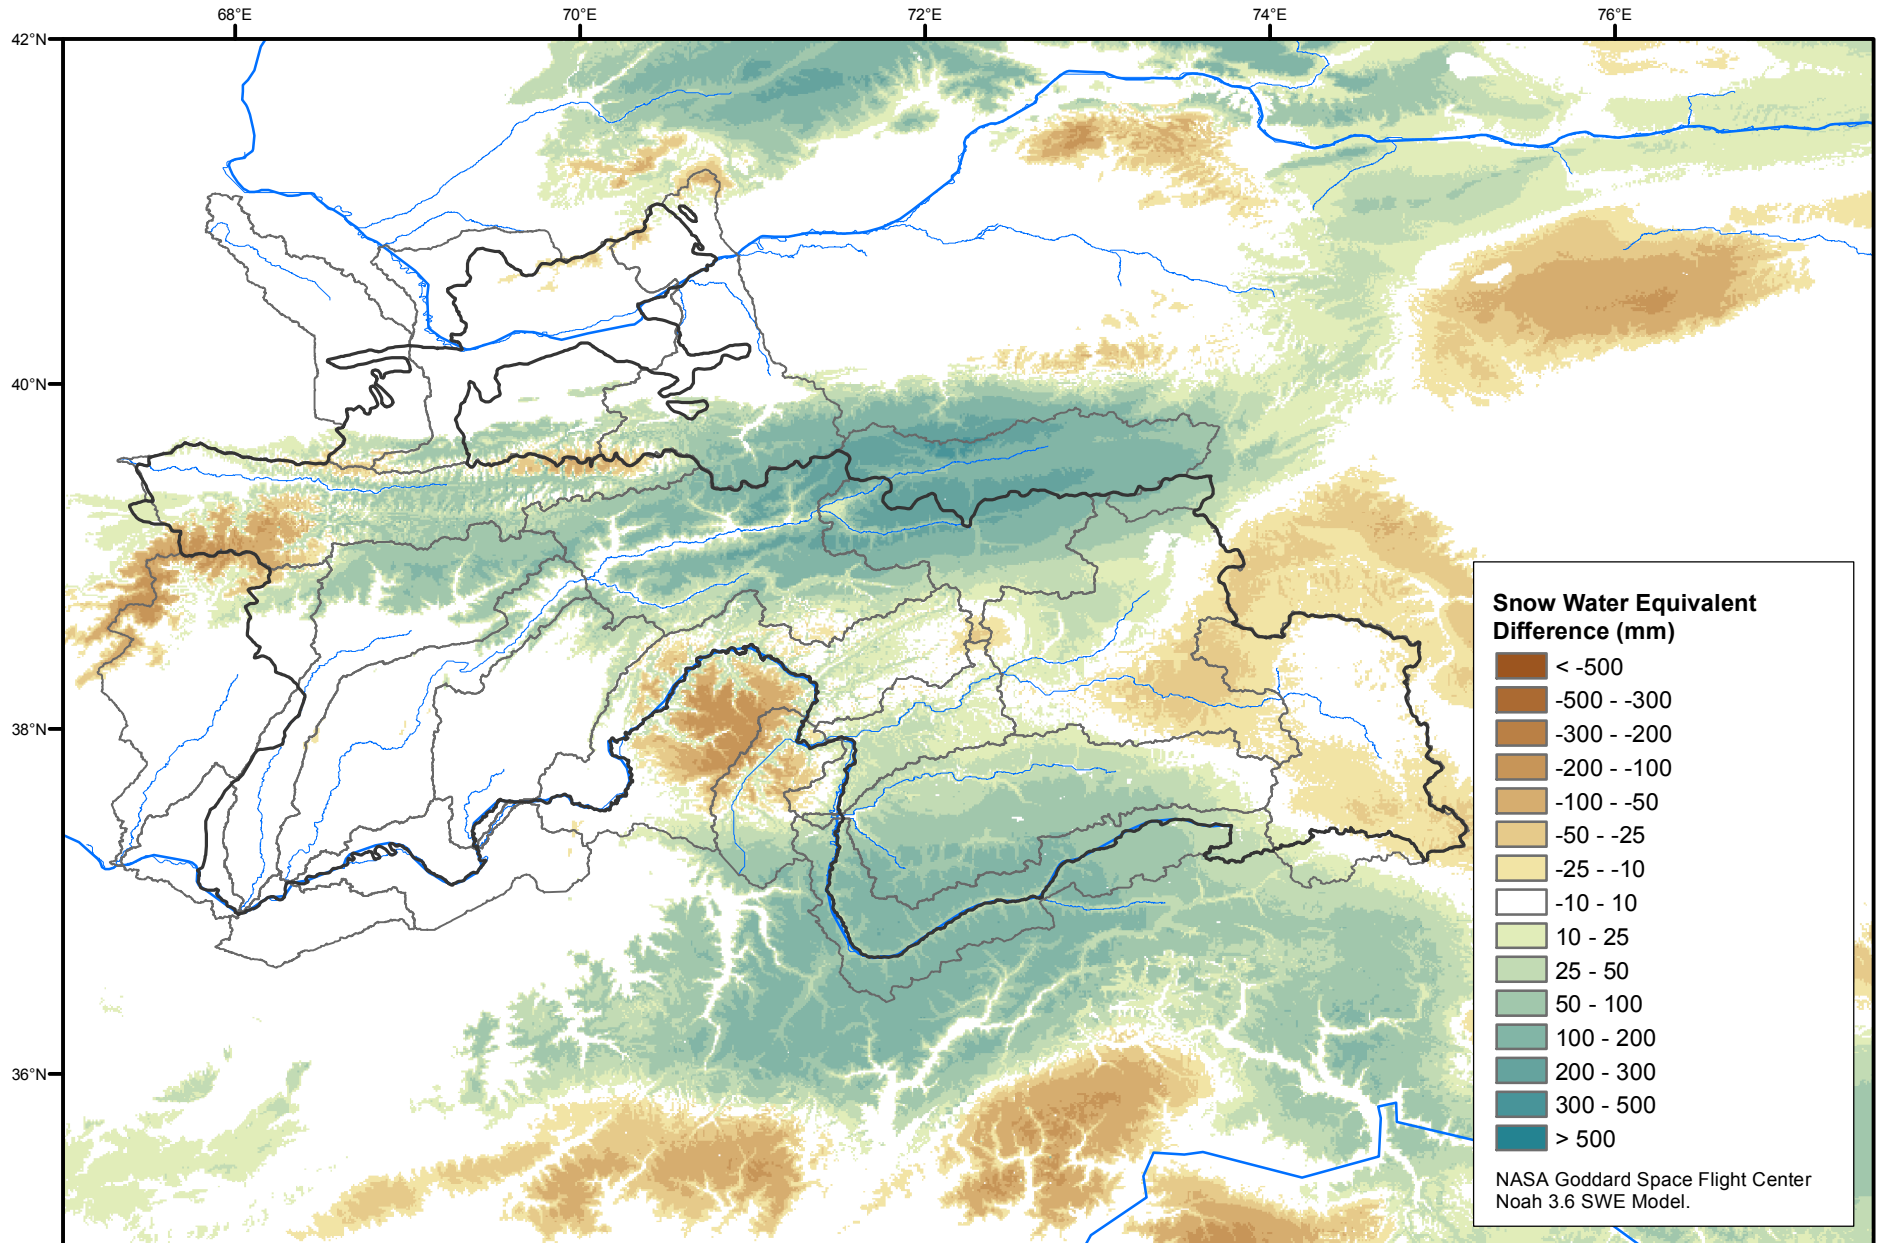 68°E
70°E
72°E
74°E
76°E
42°N
40°N
38°N
36°N
Snow Water Equivalent
Difference (mm)
< -500
-500 - -300
-300 - -200
-200 - -100
-100 - -50
-50 - -25
-25 - -10
-10 - 10
10 - 25
25 - 50
50 - 100
100 - 200
200 - 300
300 - 500
> 500
NASA Goddard Space Flight Center
Noah 3.6 SWE Model.